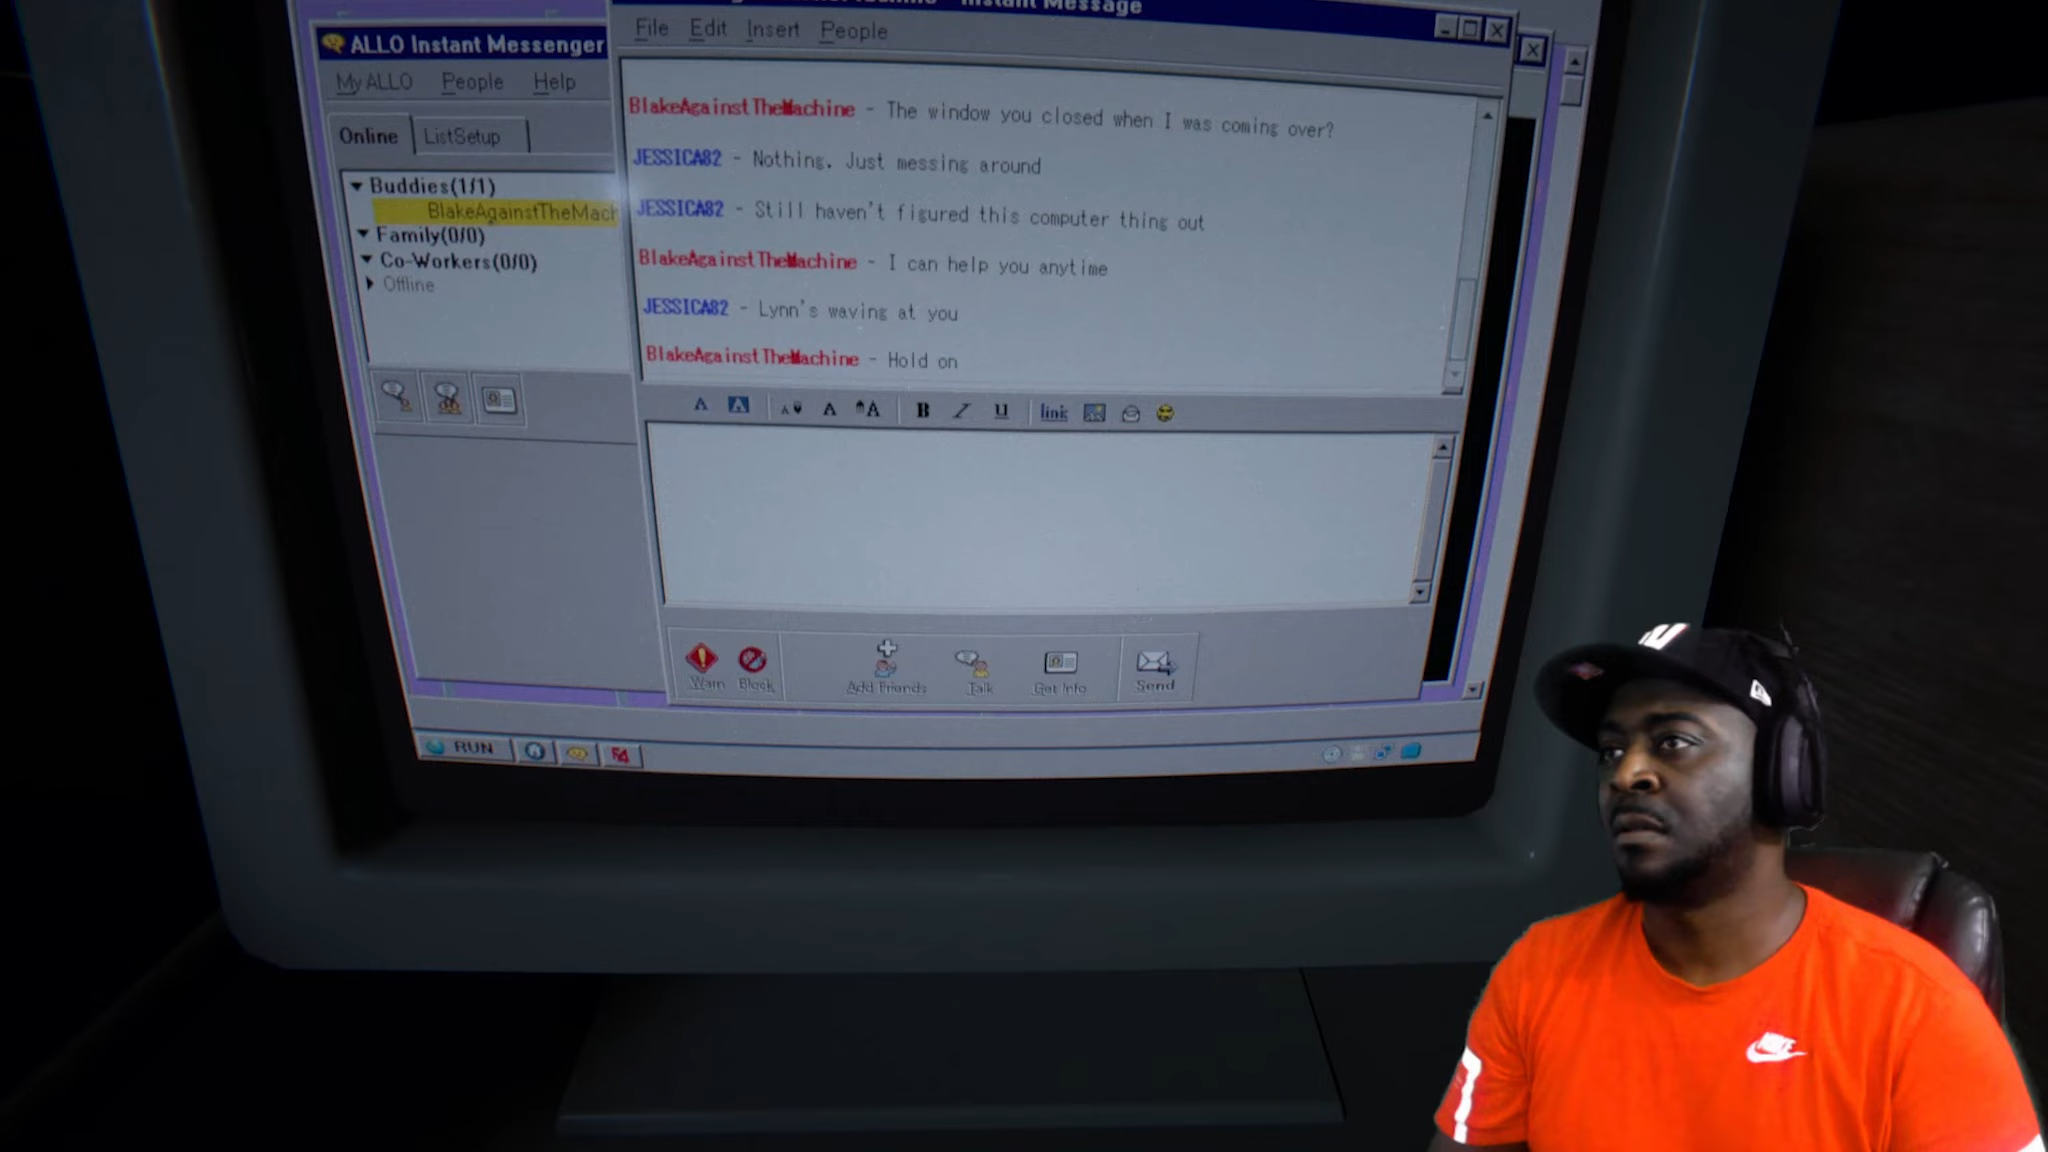 Instant Message
ALLO Instant Messenger
File Edit Insert People
My ALLO People Help
Online ListSetup
Buddies(1/1)
BlakeAgainstTheMach
Family(0/0)
Co-Workers(0/0)
Offline
BlakeAgainstTheMachine - The window you closed when I was coming over?
JESSICA82 - Nothing. Just messing around
JESSICA82 - Still haven't figured this computer thing out
BlakeAgainstTheMachine - I can help you anytime
JESSICA82 - Lynn's waving at you
BlakeAgainstTheMachine - Hold on
A A A A A B I U link
Warn Block Add Friends Talk Get Info Send
RUN
NIKE